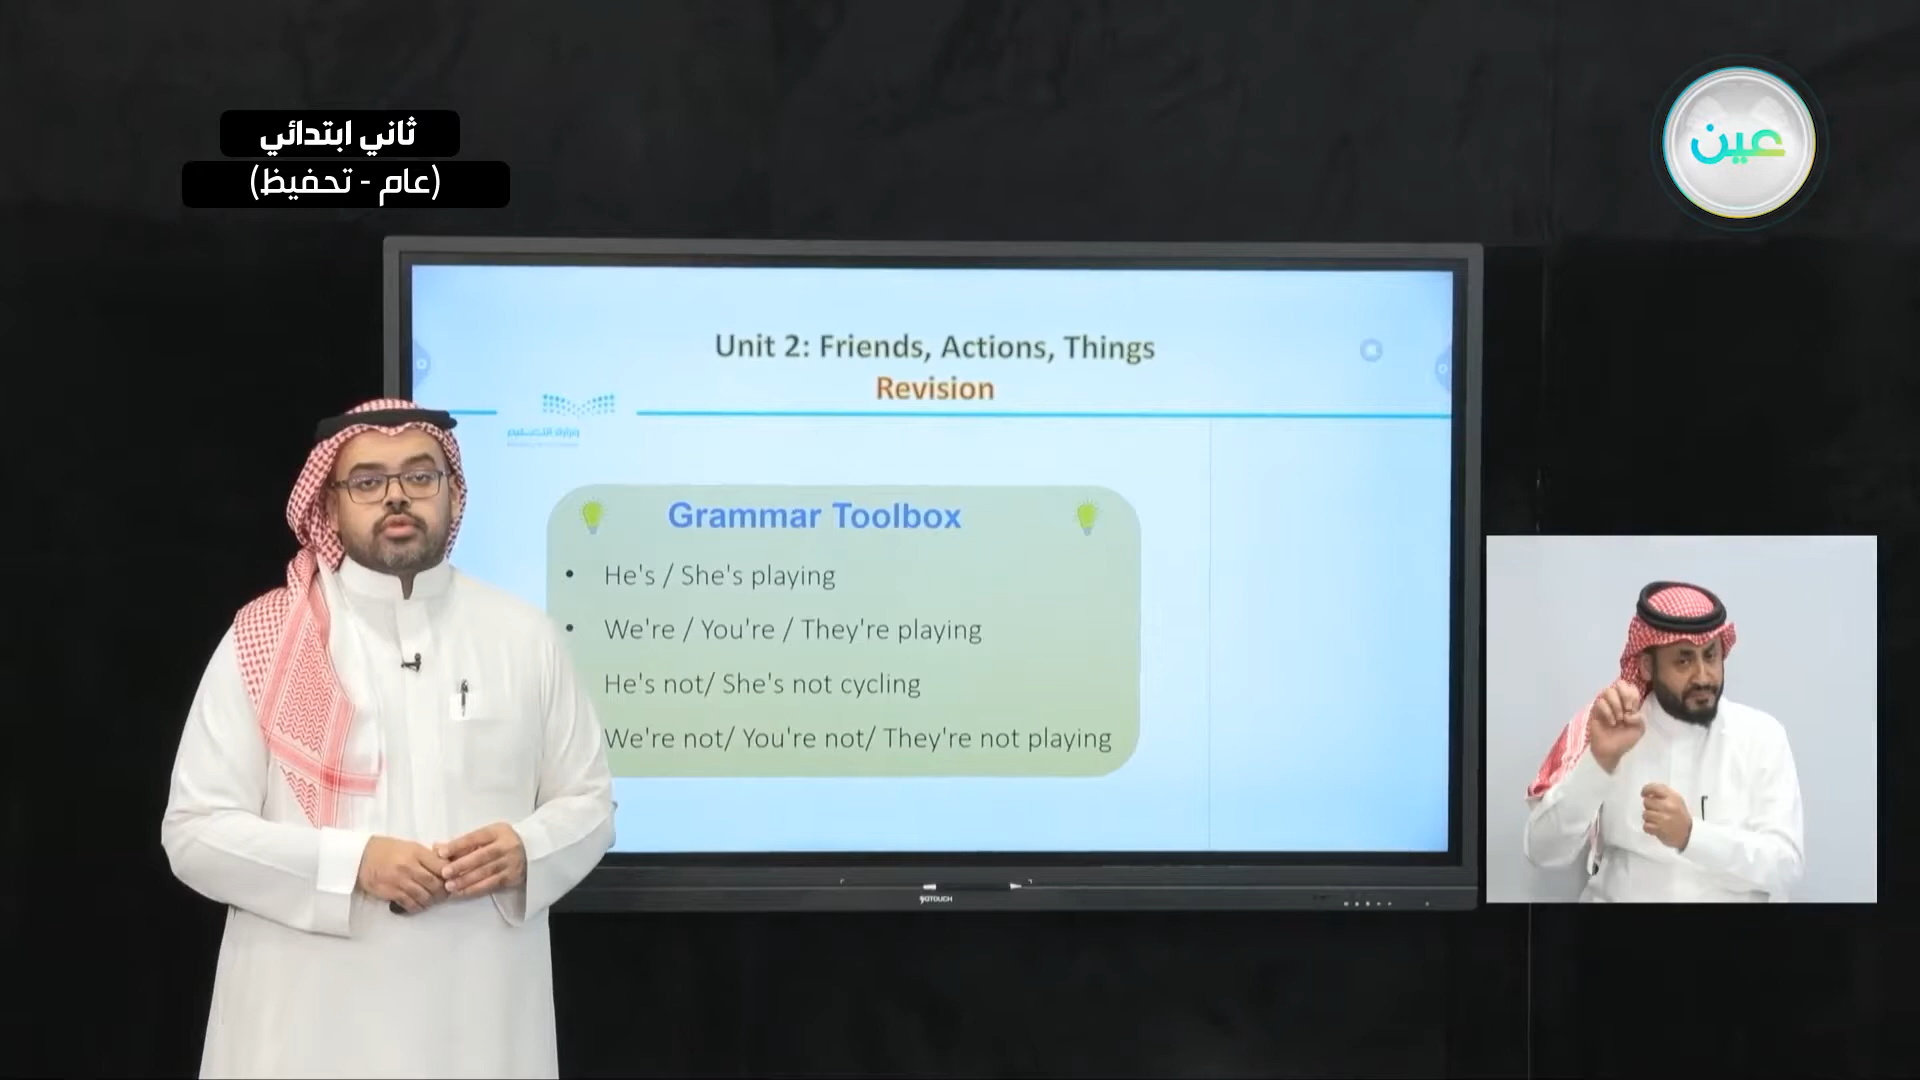 ثاني ابتدائي
(عام - تحفيظ)
عين
Unit 2: Friends, Actions, Things
Revision
وزارة التعليم
Grammar Toolbox
• He's / She's playing
• We're / You're / They're playing
He's not/ She's not cycling
We're not/ You're not/ They're not playing